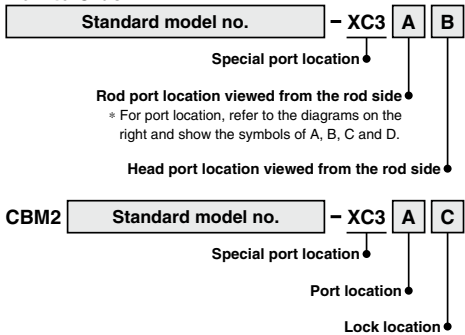 Standard model no. – XC3 A B
Special port location
Rod port location viewed from the rod side
* For port location, refer to the diagrams on the
right and show the symbols of A, B, C and D.
Head port location viewed from the rod side
CBM2 Standard model no. – XC3 A C
Special port location
Port location
Lock location